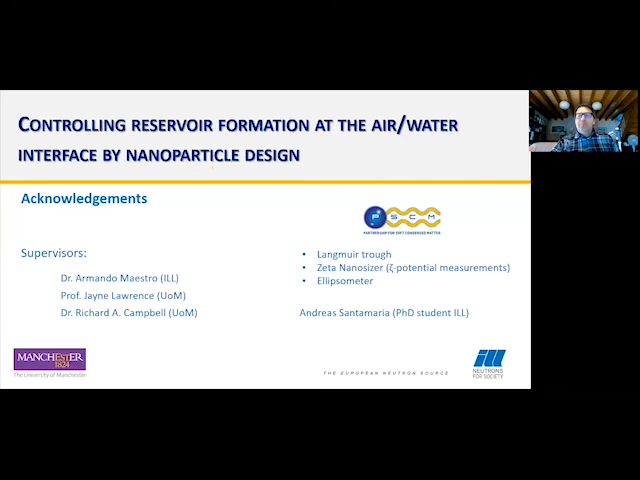 CONTROLLING RESERVOIR FORMATION AT THE AIR/WATER
INTERFACE BY NANOPARTICLE DESIGN
Acknowledgements
PSCM
PARTNERSHIP FOR SOFT CONDENSED MATTER
Supervisors:
Dr. Armando Maestro (ILL)
Prof. Jayne Lawrence (UoM)
Dr. Richard A. Campbell (UoM)
• Langmuir trough
• Zeta Nanosizer (ζ-potential measurements)
• Ellipsometer
Andreas Santamaria (PhD student ILL)
MANCHESTER
1824
The University of Manchester
THE EUROPEAN NEUTRON SOURCE
ill
NEUTRONS
FOR SOCIETY